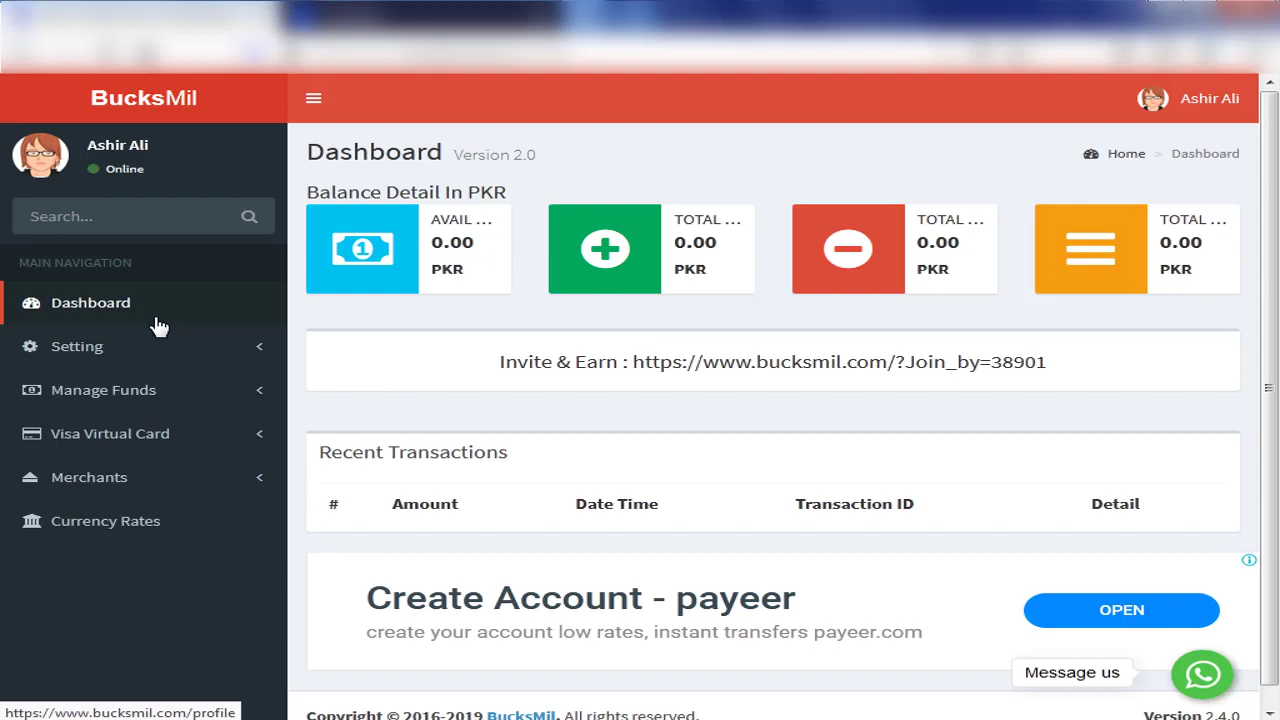 BucksMil
Ashir Ali
Ashir Ali
Online
Search...
MAIN NAVIGATION
Dashboard
Setting
Manage Funds
Visa Virtual Card
Merchants
Currency Rates
Dashboard Version 2.0
Home > Dashboard
Balance Detail In PKR
AVAIL ...
0.00
PKR
TOTAL ...
0.00
PKR
TOTAL ...
0.00
PKR
TOTAL ...
0.00
PKR
Invite & Earn : https://www.bucksmil.com/?Join_by=38901
Recent Transactions
# Amount Date Time Transaction ID Detail
Create Account - payeer
create your account low rates, instant transfers payeer.com
OPEN
Message us
https://www.bucksmil.com/profile
Copyright © 2016-2019 BucksMil. All rights reserved.
Version 2.4.0